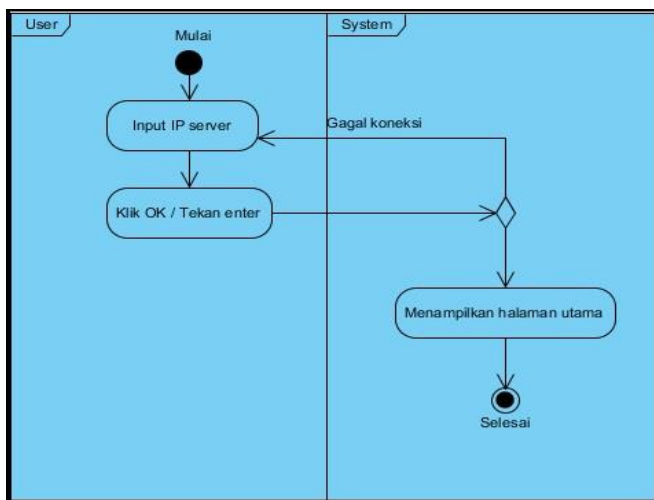 User
System
Mulai
Input IP server
Gagal koneksi
Klik OK / Tekan enter
Menampilkan halaman utama
Selesai